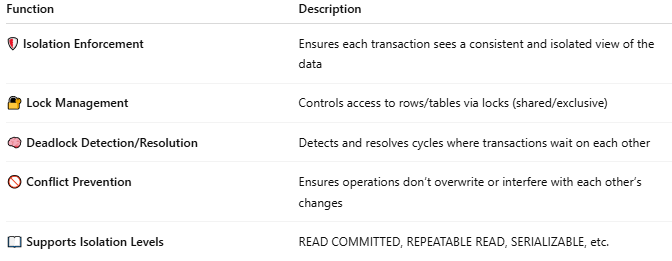 Function Description
🛡️ Isolation Enforcement Ensures each transaction sees a consistent and isolated view of the
data
🔐 Lock Management Controls access to rows/tables via locks (shared/exclusive)
🧠 Deadlock Detection/Resolution Detects and resolves cycles where transactions wait on each other
🚫 Conflict Prevention Ensures operations don’t overwrite or interfere with each other’s
changes
📖 Supports Isolation Levels READ COMMITTED, REPEATABLE READ, SERIALIZABLE, etc.